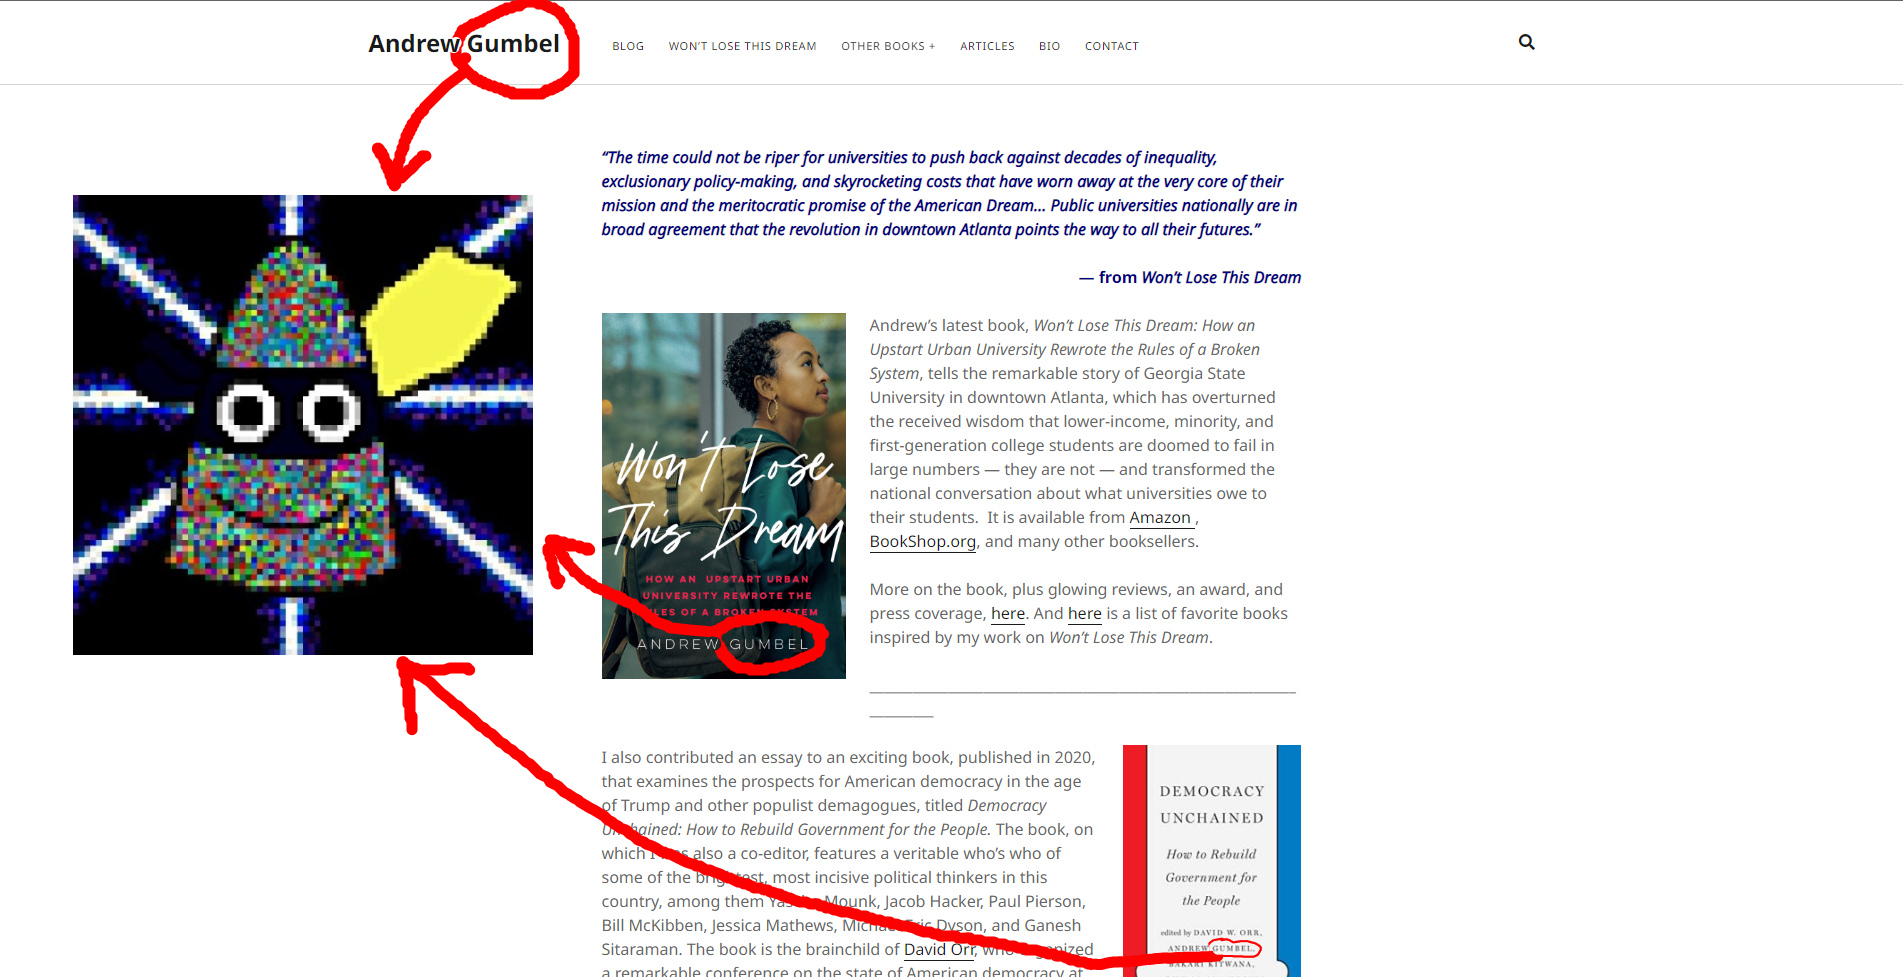 Andrew Gumbel
BLOG WON'T LOSE THIS DREAM OTHER BOOKS + ARTICLES BIO CONTACT
“The time could not be riper for universities to push back against decades of inequality,
exclusionary policy-making, and skyrocketing costs that have worn away at the very core of their
mission and the meritocratic promise of the American Dream… Public universities nationally are in
broad agreement that the revolution in downtown Atlanta points the way to all their futures.”
— from Won’t Lose This Dream
Won't Lose
This Dream
HOW AN UPSTART URBAN
UNIVERSITY REWROTE THE
RULES OF A BROKEN SYSTEM
ANDREW GUMBEL
Andrew’s latest book, Won’t Lose This Dream: How an
Upstart Urban University Rewrote the Rules of a Broken
System, tells the remarkable story of Georgia State
University in downtown Atlanta, which has overturned
the received wisdom that lower-income, minority, and
first-generation college students are doomed to fail in
large numbers — they are not — and transformed the
national conversation about what universities owe to
their students.  It is available from Amazon ,
BookShop.org, and many other booksellers.
More on the book, plus glowing reviews, an award, and
press coverage, here. And here is a list of favorite books
inspired by my work on Won’t Lose This Dream.
I also contributed an essay to an exciting book, published in 2020,
that examines the prospects for American democracy in the age
of Trump and other populist demagogues, titled Democracy
Unchained: How to Rebuild Government for the People. The book, on
which I was also a co-editor, features a veritable who’s who of
some of the brightest, most incisive political thinkers in this
country, among them Yascha Mounk, Jacob Hacker, Paul Pierson,
Bill McKibben, Jessica Mathews, Michael Eric Dyson, and Ganesh
Sitaraman. The book is the brainchild of David Orr, who organized
a remarkable conference on the state of American democracy at
DEMOCRACY
UNCHAINED
How to Rebuild
Government for
the People
edited by DAVID W. ORR,
ANDREW GUMBEL,
BAKARI KITWANA,